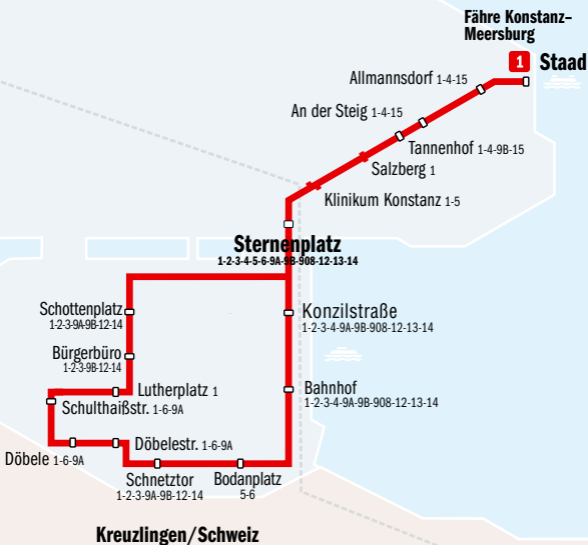 Fähre Konstanz–
Meersburg
1 Staad
Allmannsdorf 1-4-15
An der Steig 1-4-15
Tannenhof 1-4-9B-15
Salzberg 1
Klinikum Konstanz 1-5
Sternenplatz
1-2-3-4-5-6-9A-9B-908-12-13-14
Schottenplatz
1-2-3-9A-9B-12-14
Konzilstraße
1-2-3-4-9A-9B-908-12-13-14
Bürgerbüro
1-2-3-9B-12-14
Bahnhof
1-2-3-4-9A-9B-908-12-13-14
Lutherplatz 1
Schulthaißstr. 1-6-9A
Döbelestr. 1-6-9A
Döbele 1-6-9A
Schnetztor
1-2-3-9A-9B-12-14
Bodanplatz
5-6
Kreuzlingen/Schweiz